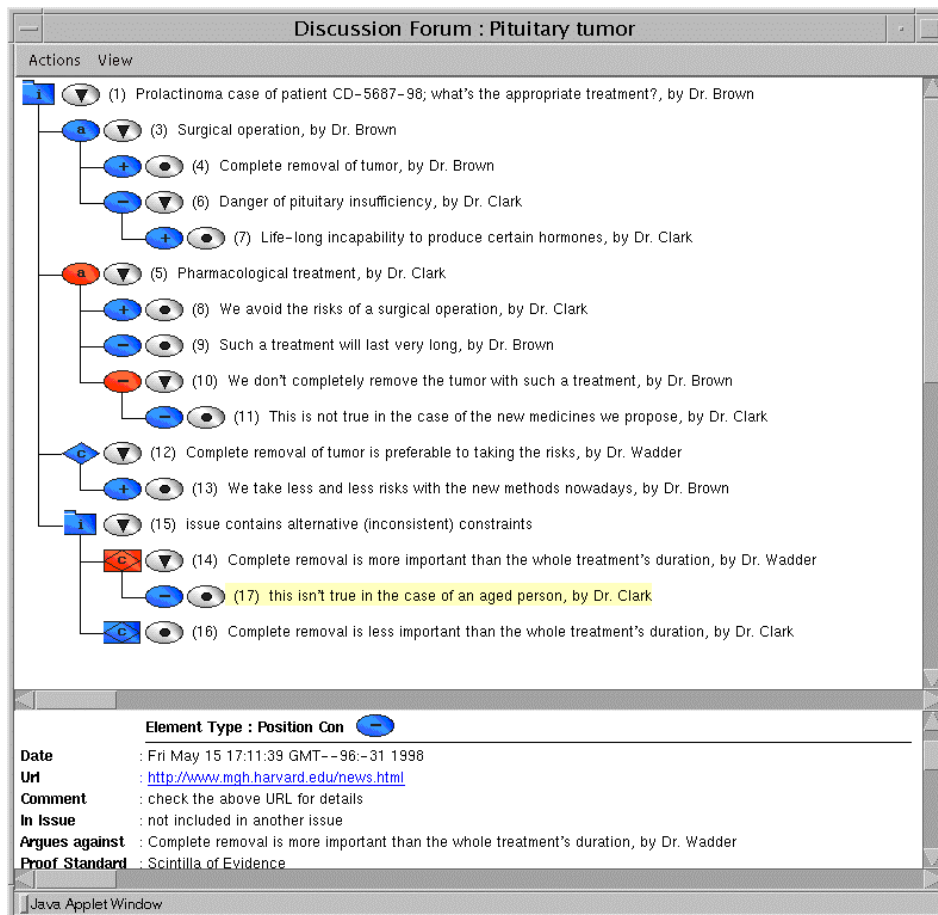 Discussion Forum : Pituitary tumor
Actions View
i (1) Prolactinoma case of patient CD-5687-98; what's the appropriate treatment?, by Dr. Brown
a (3) Surgical operation, by Dr. Brown
+ (4) Complete removal of tumor, by Dr. Brown
- (6) Danger of pituitary insufficiency, by Dr. Clark
+ (7) Life-long incapability to produce certain hormones, by Dr. Clark
a (5) Pharmacological treatment, by Dr. Clark
+ (8) We avoid the risks of a surgical operation, by Dr. Clark
- (9) Such a treatment will last very long, by Dr. Brown
- (10) We don't completely remove the tumor with such a treatment, by Dr. Brown
- (11) This is not true in the case of the new medicines we propose, by Dr. Clark
c (12) Complete removal of tumor is preferable to taking the risks, by Dr. Wadder
+ (13) We take less and less risks with the new methods nowadays, by Dr. Brown
i (15) issue contains alternative (inconsistent) constraints
c (14) Complete removal is more important than the whole treatment's duration, by Dr. Wadder
- (17) this isn't true in the case of an aged person, by Dr. Clark
c (16) Complete removal is less important than the whole treatment's duration, by Dr. Clark
Element Type : Position Con -
Date : Fri May 15 17:11:39 GMT--96:-31 1998
Url : http://www.mgh.harvard.edu/news.html
Comment : check the above URL for details
In Issue : not included in another issue
Argues against : Complete removal is more important than the whole treatment's duration, by Dr. Wadder
Proof Standard : Scintilla of Evidence
Java Applet Window